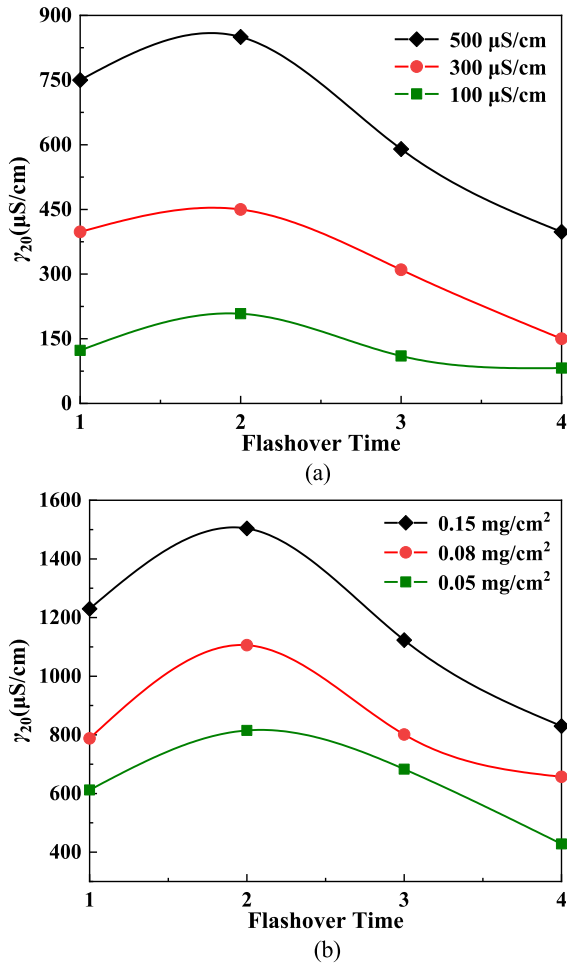 900
750
600
450
300
150
0
γ20(μS/cm)
500 μS/cm
300 μS/cm
100 μS/cm
1 2 3 4
Flashover Time
(a)
1600
1400
1200
1000
800
600
400
γ20(μS/cm)
0.15 mg/cm²
0.08 mg/cm²
0.05 mg/cm²
1 2 3 4
Flashover Time
(b)